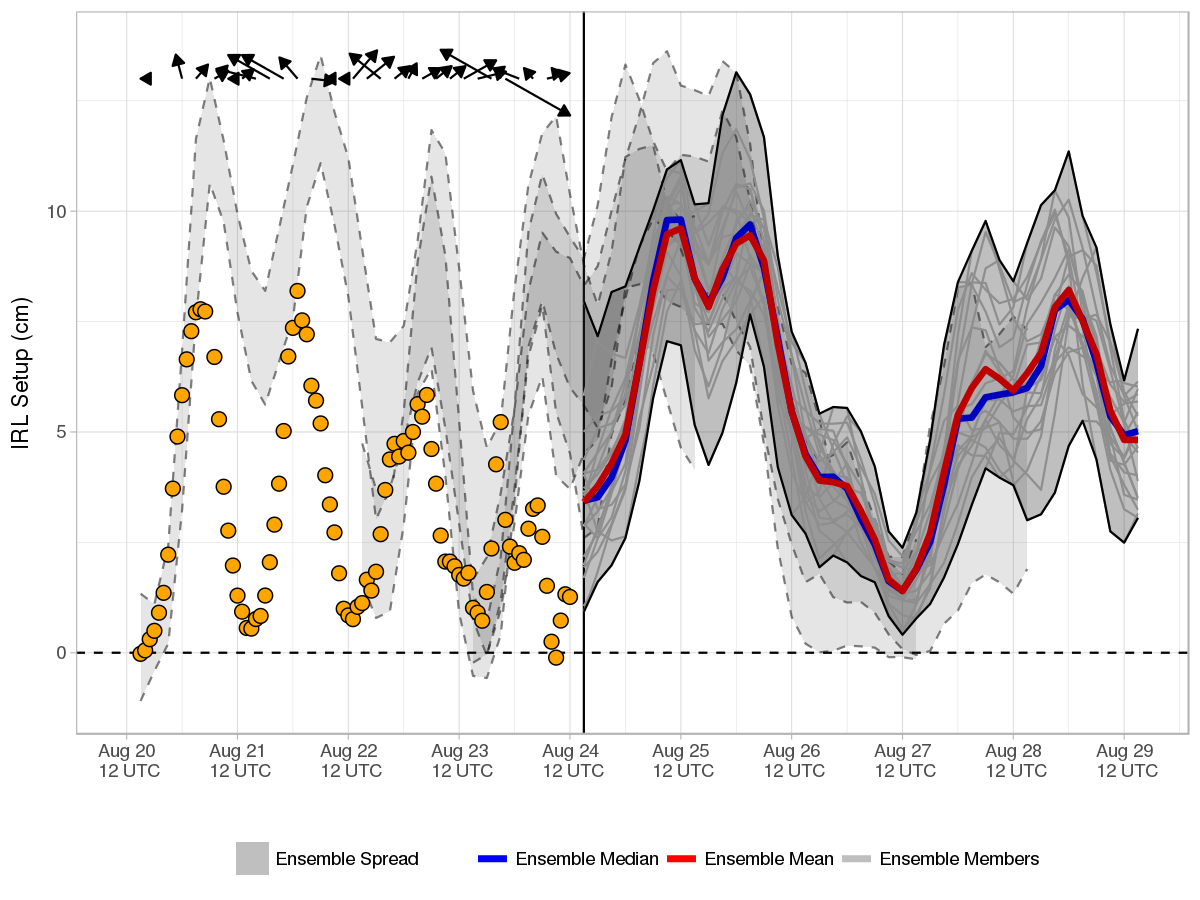 IRL Setup (cm)
10
5
0
Aug 20 Aug 21 Aug 22 Aug 23 Aug 24 Aug 25 Aug 26 Aug 27 Aug 28 Aug 29
12 UTC 12 UTC 12 UTC 12 UTC 12 UTC 12 UTC 12 UTC 12 UTC 12 UTC 12 UTC
Ensemble Spread Ensemble Median Ensemble Mean Ensemble Members